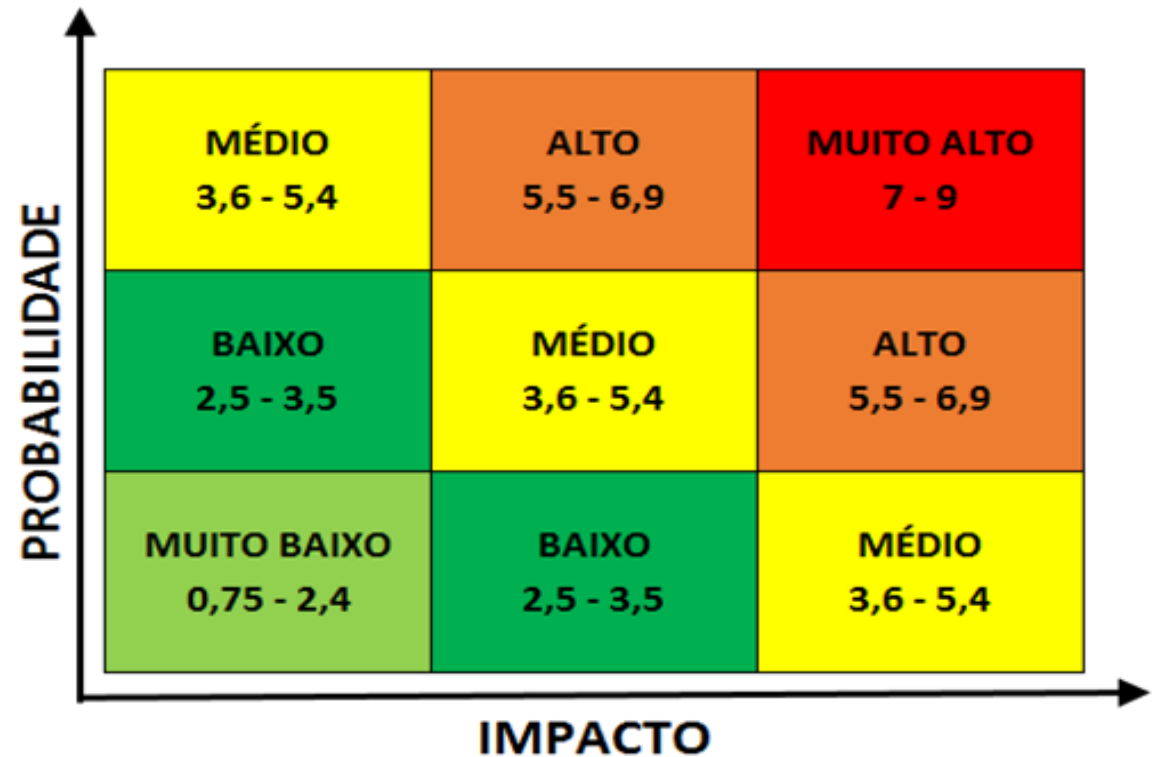 PROBABILIDADE
MÉDIO
3,6 - 5,4
ALTO
5,5 - 6,9
MUITO ALTO
7 - 9
BAIXO
2,5 - 3,5
MÉDIO
3,6 - 5,4
ALTO
5,5 - 6,9
MUITO BAIXO
0,75 - 2,4
BAIXO
2,5 - 3,5
MÉDIO
3,6 - 5,4
IMPACTO